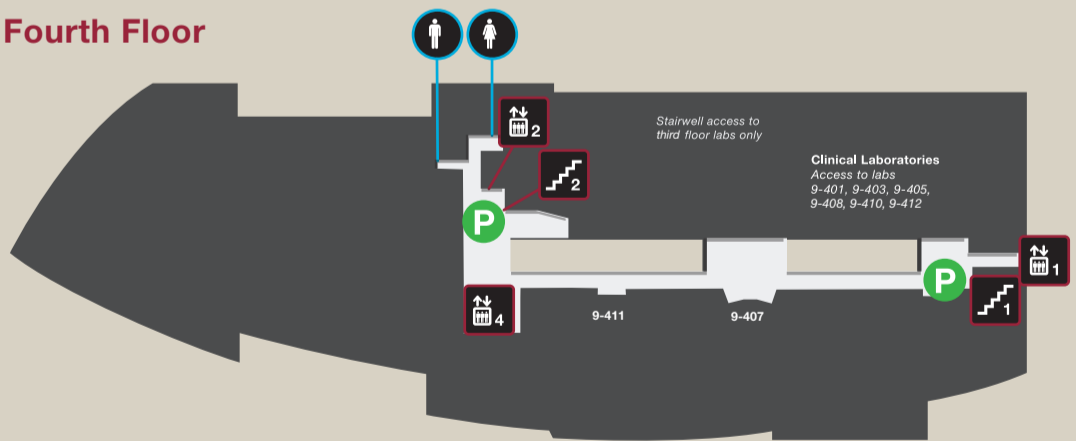 Fourth Floor
2
Stairwell access to
third floor labs only
2
Clinical Laboratories
Access to labs
9-401, 9-403, 9-405,
9-408, 9-410, 9-412
P
1
P
1
4
9-411
9-407